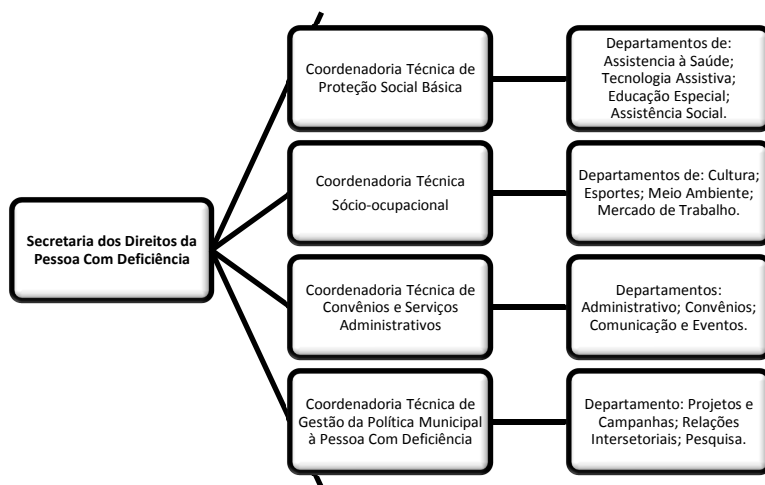 Coordenadoria Técnica de
Proteção Social Básica
Departamentos de:
Assistencia à Saúde;
Tecnologia Assistiva;
Educação Especial;
Assistência Social.
Coordenadoria Técnica
Sócio-ocupacional
Departamentos de: Cultura;
Esportes; Meio Ambiente;
Mercado de Trabalho.
Secretaria dos Direitos da
Pessoa Com Deficiência
Coordenadoria Técnica de
Convênios e Serviços
Administrativos
Departamentos:
Administrativo; Convênios;
Comunicação e Eventos.
Coordenadoria Técnica de
Gestão da Política Municipal
à Pessoa Com Deficiência
Departamento: Projetos e
Campanhas; Relações
Intersetoriais; Pesquisa.